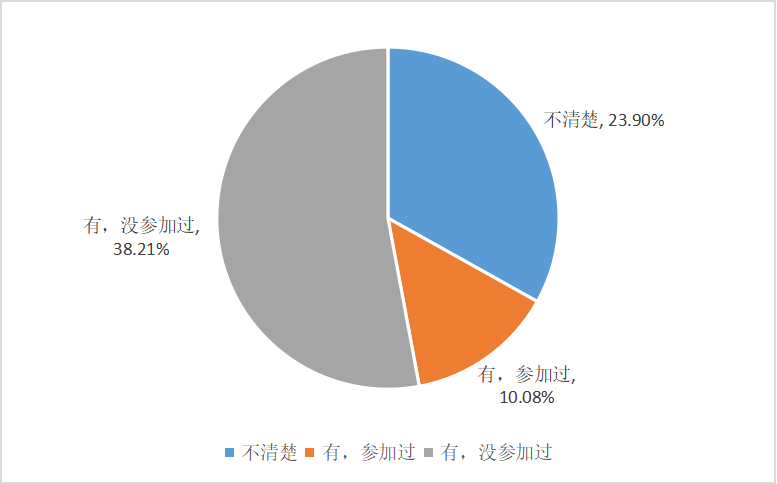 不清楚, 23.90%
有，没参加过,
38.21%
有，参加过,
10.08%
不清楚 有，参加过 有，没参加过